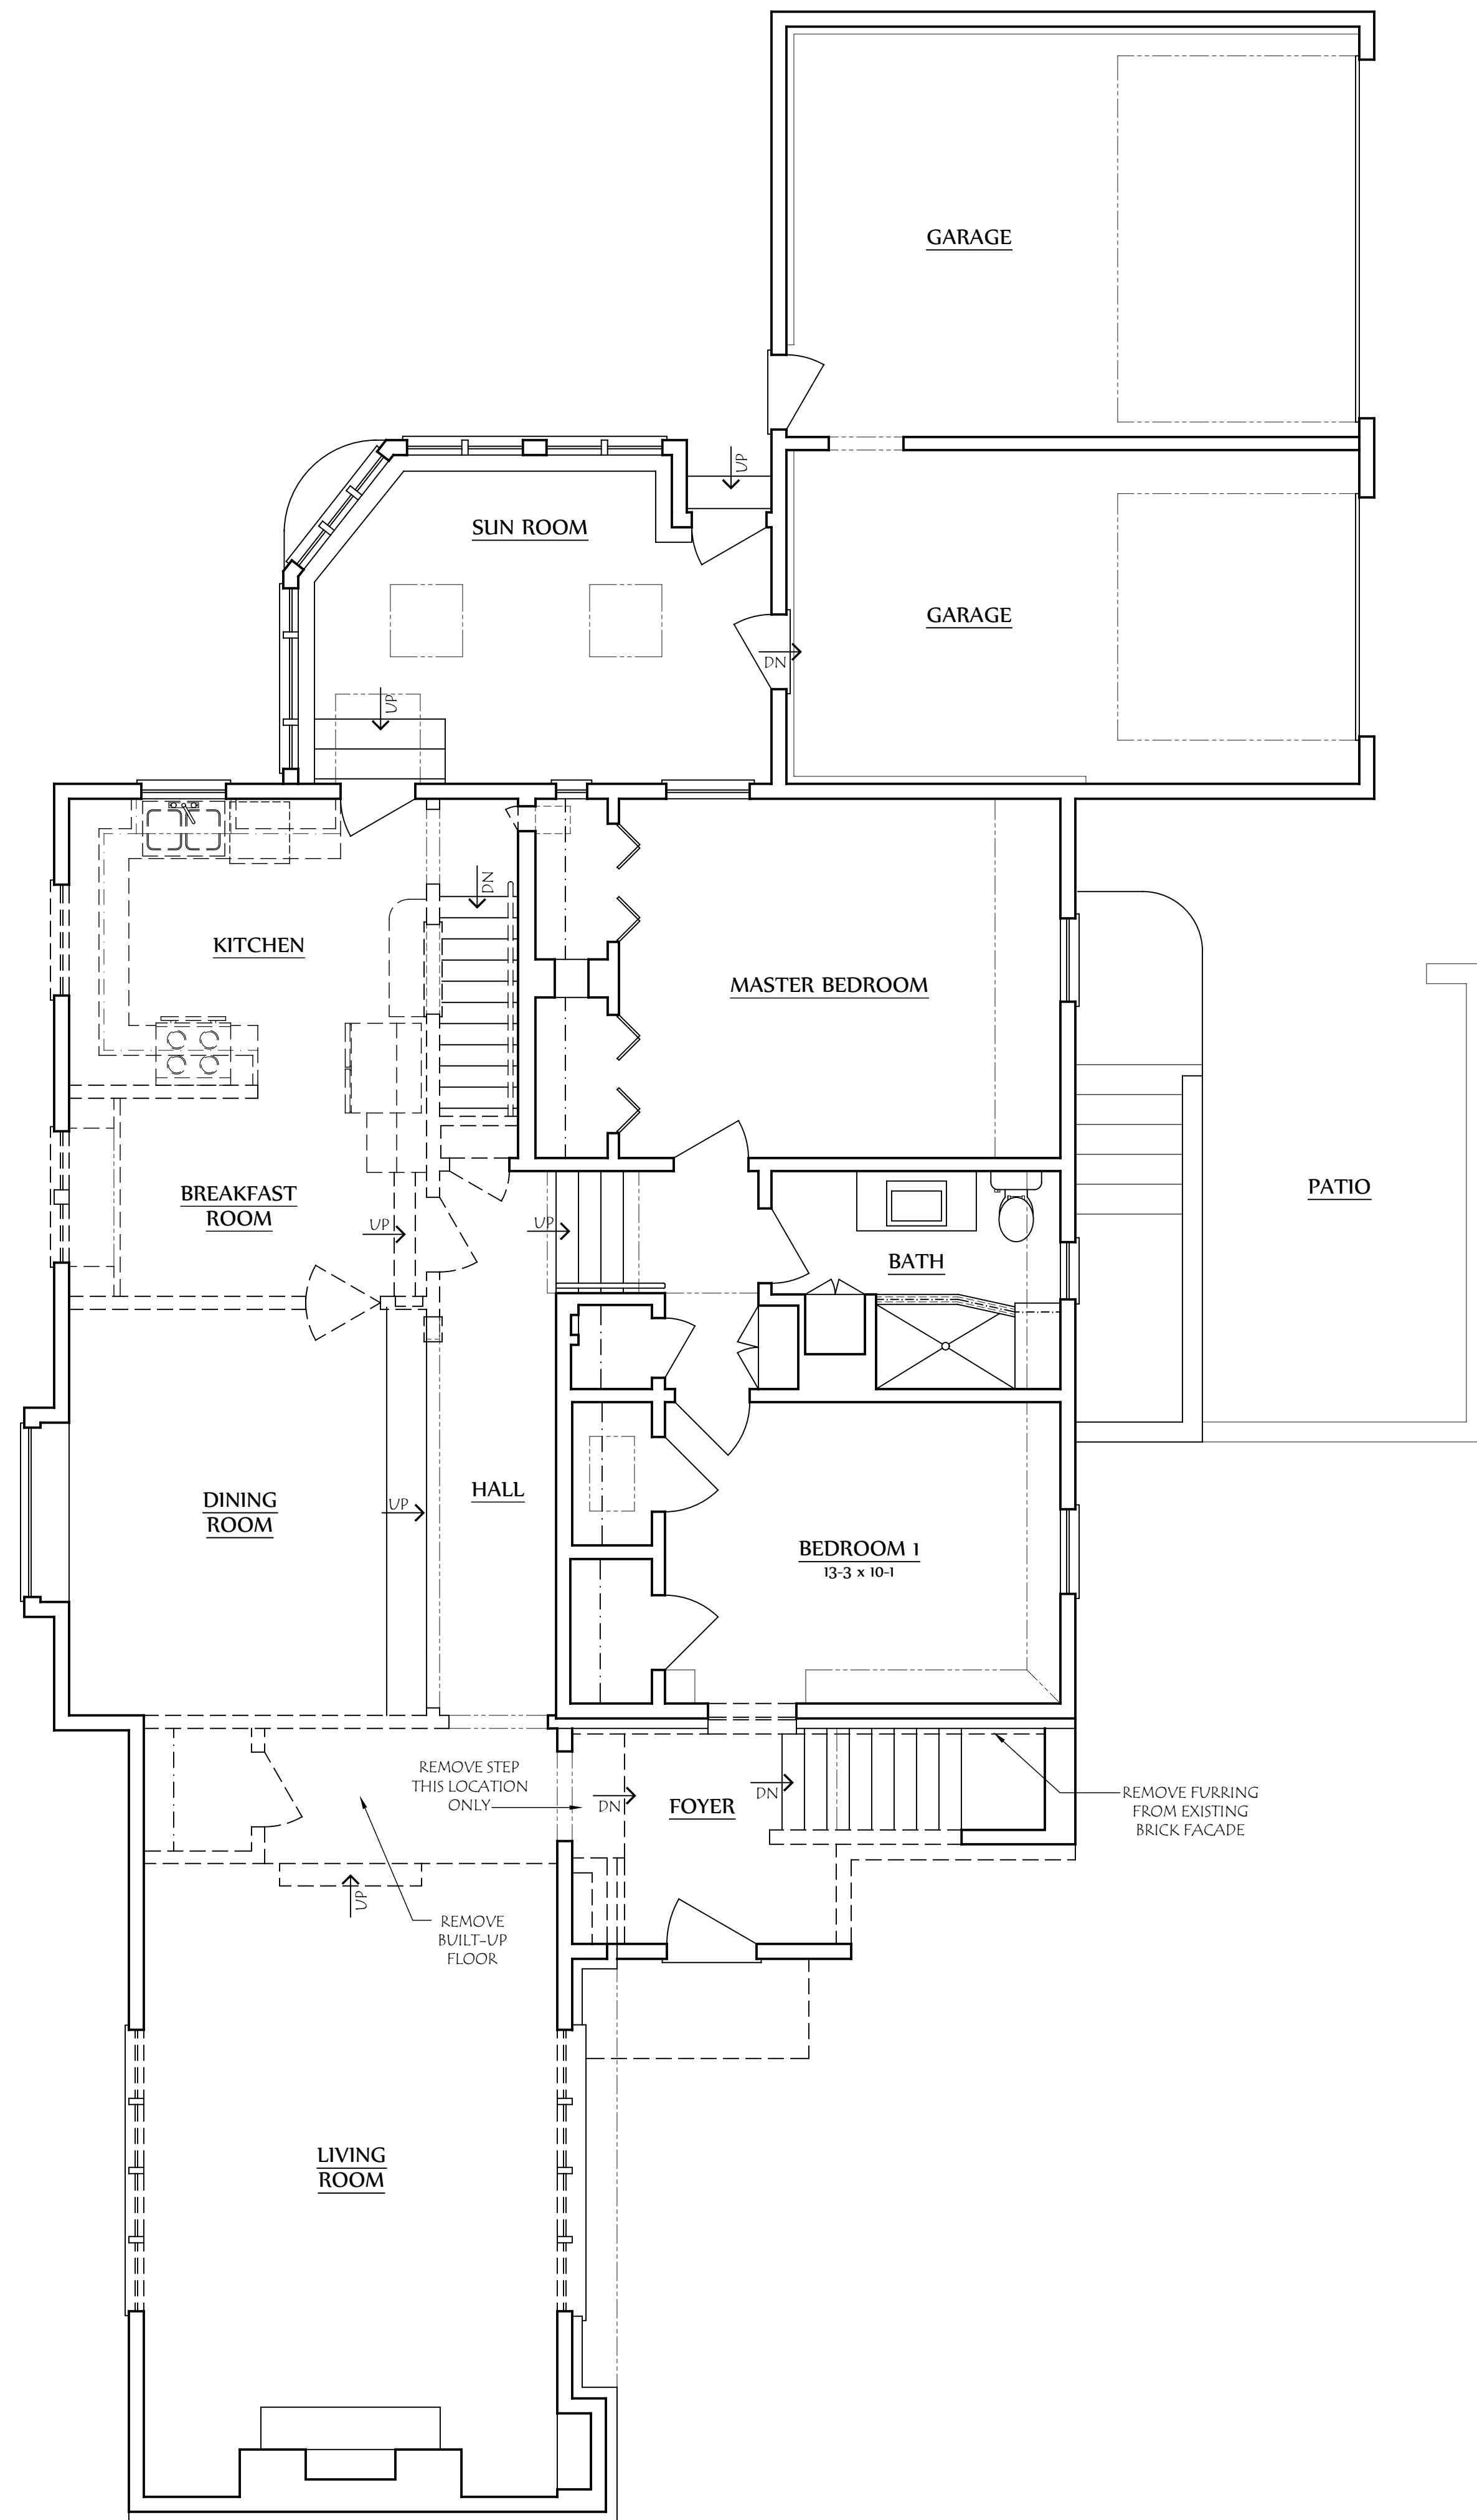 GARAGE
UP
SUN ROOM
GARAGE
DN
UP
DN
KITCHEN
MASTER BEDROOM
BREAKFAST
ROOM
UP
UP
PATIO
BATH
DINING
ROOM
UP
HALL
BEDROOM 1
13-3 x 10-1
REMOVE STEP
THIS LOCATION
ONLY
DN
FOYER
DN
REMOVE FURRING
FROM EXISTING
BRICK FACADE
UP
REMOVE
BUILT-UP
FLOOR
LIVING
ROOM